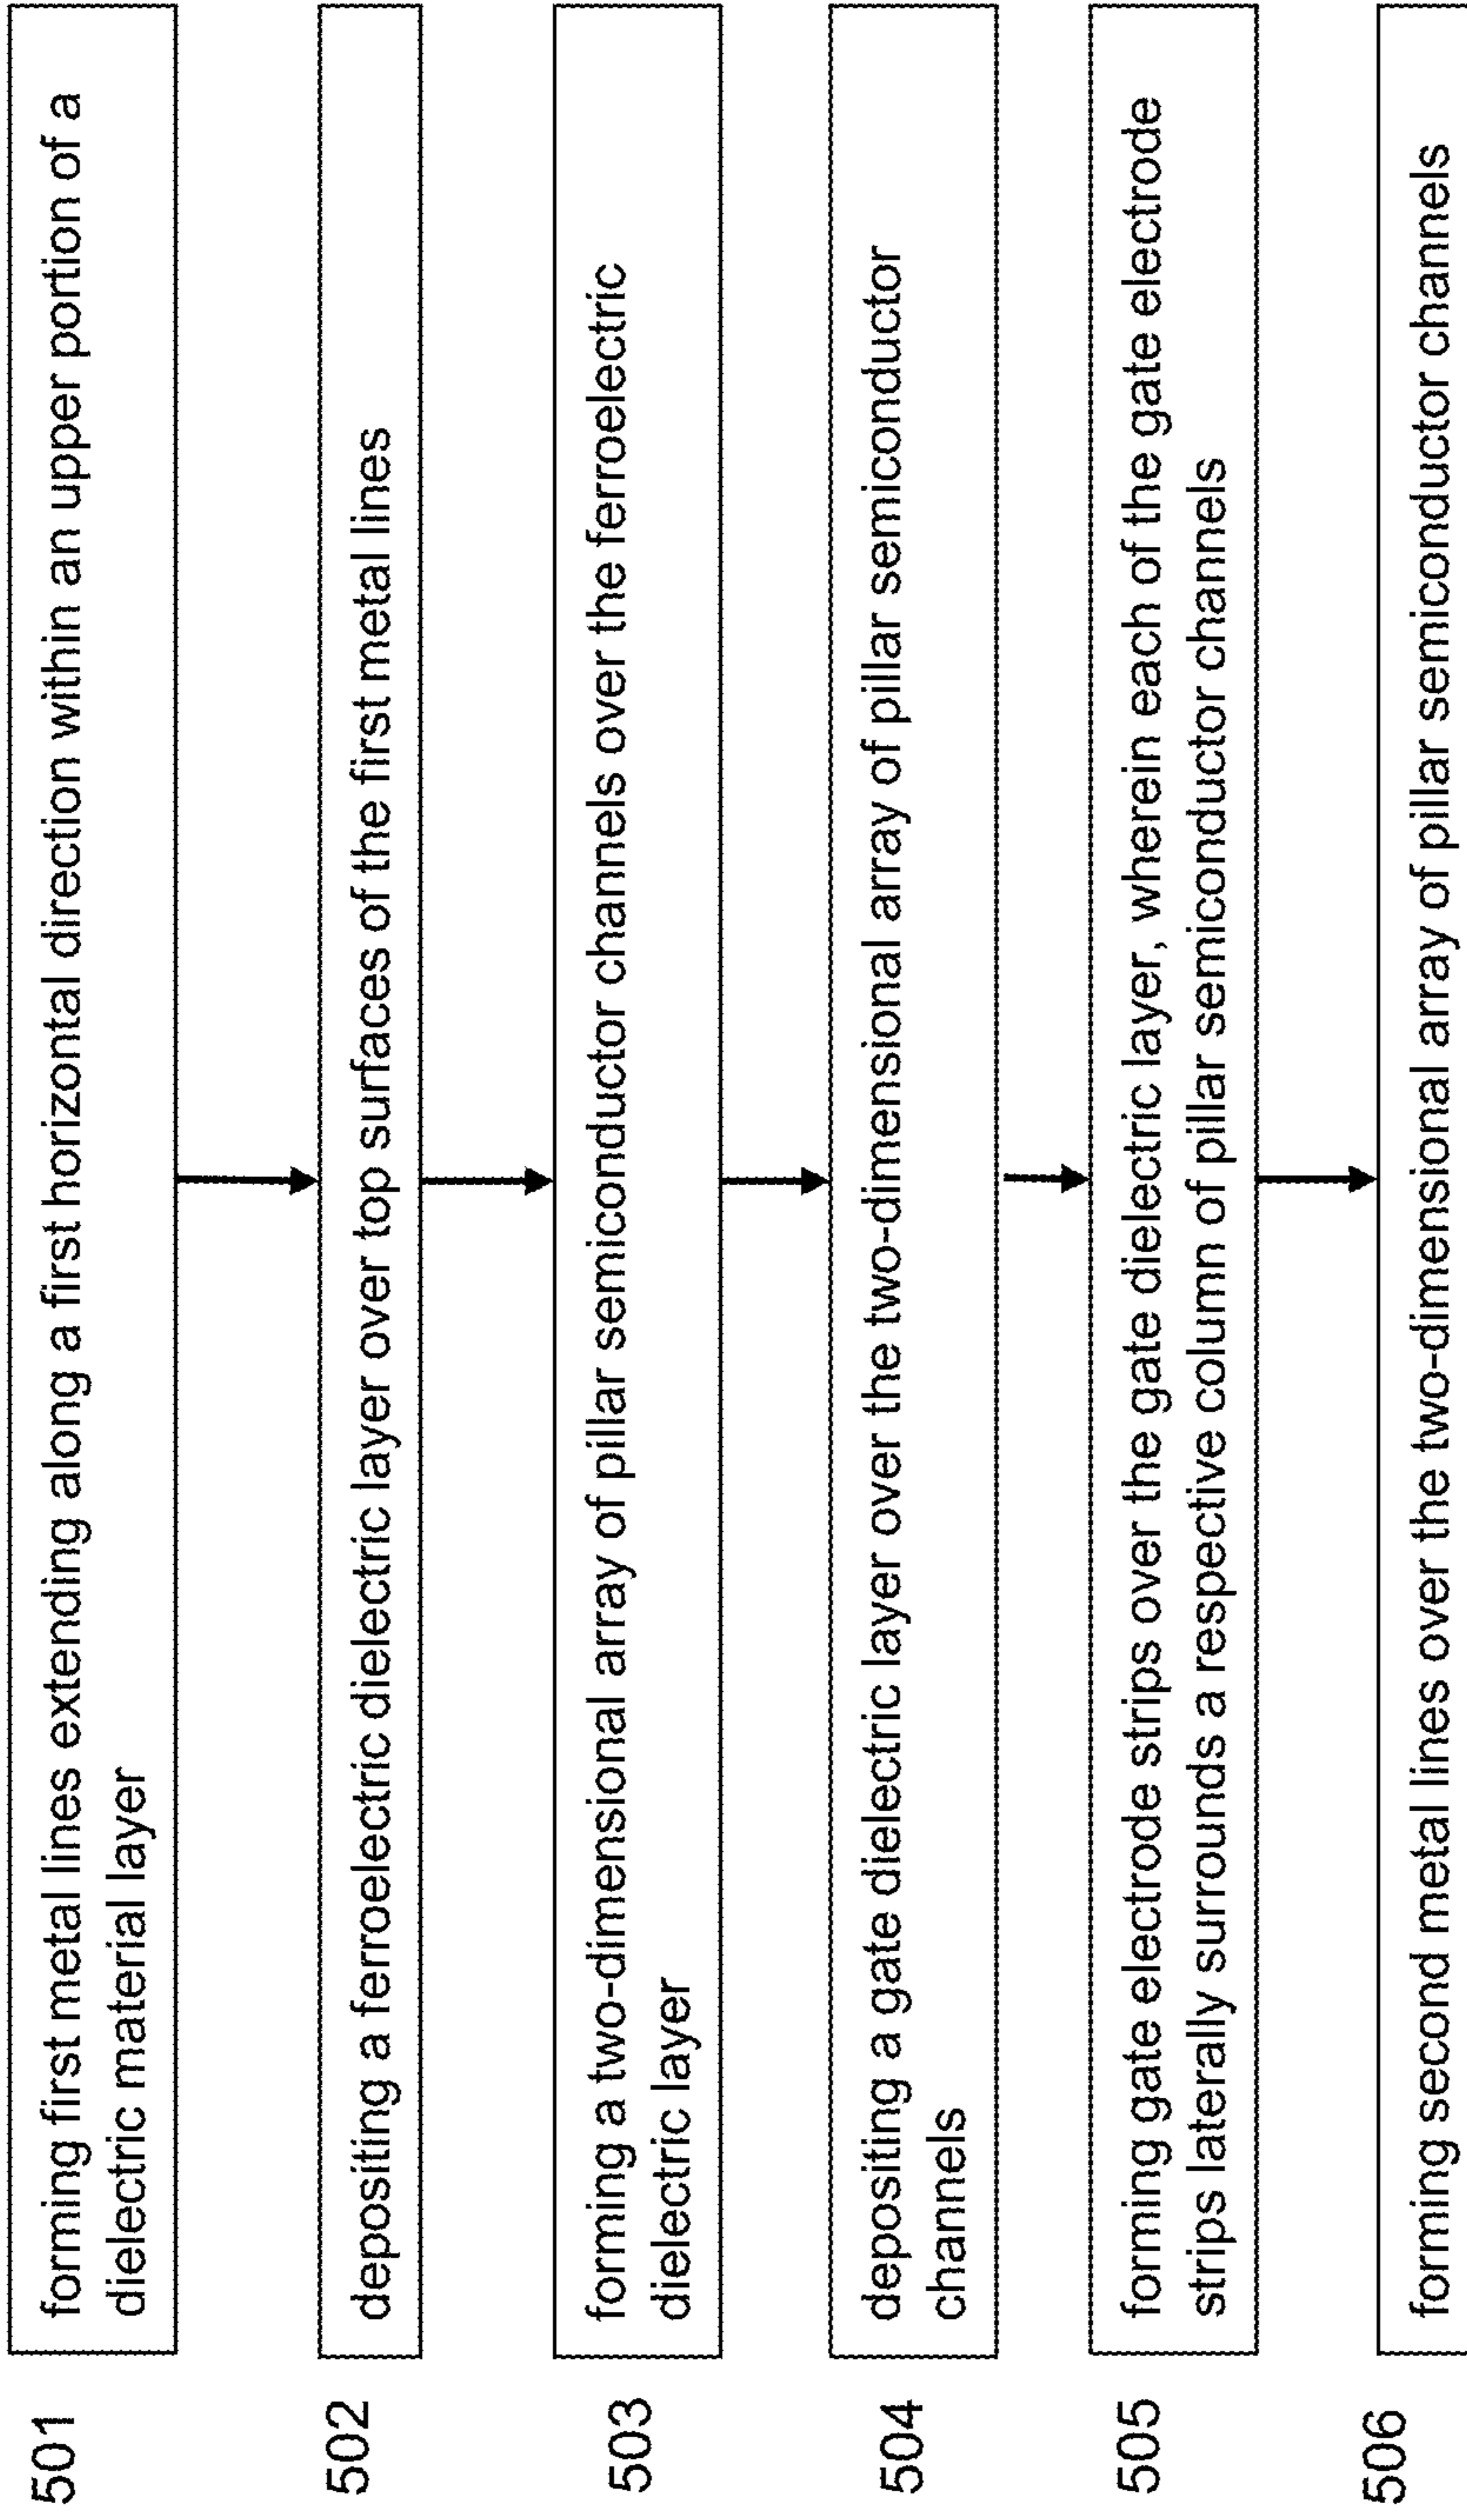 501
forming first metal lines extending along a first horizontal direction within an upper portion of a
dielectric material layer
502
depositing a ferroelectric dielectric layer over top surfaces of the first metal lines
503
forming a two-dimensional array of pillar semiconductor channels over the ferroelectric
dielectric layer
504
depositing a gate dielectric layer over the two-dimensional array of pillar semiconductor
channels
505
forming gate electrode strips over the gate dielectric layer, wherein each of the gate electrode
strips laterally surrounds a respective column of pillar semiconductor channels
506
forming second metal lines over the two-dimensional array of pillar semiconductor channels